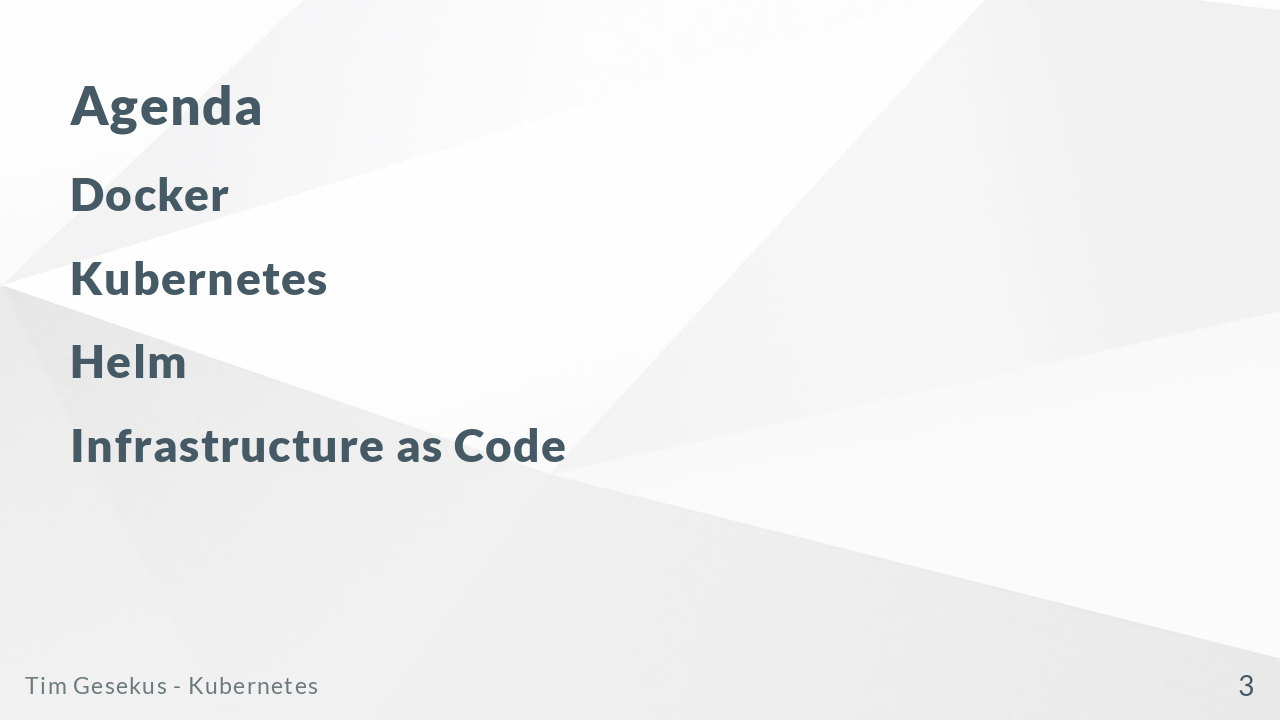 Agenda
Docker
Kubernetes
Helm
Infrastructure as Code
Tim Gesekus - Kubernetes
3